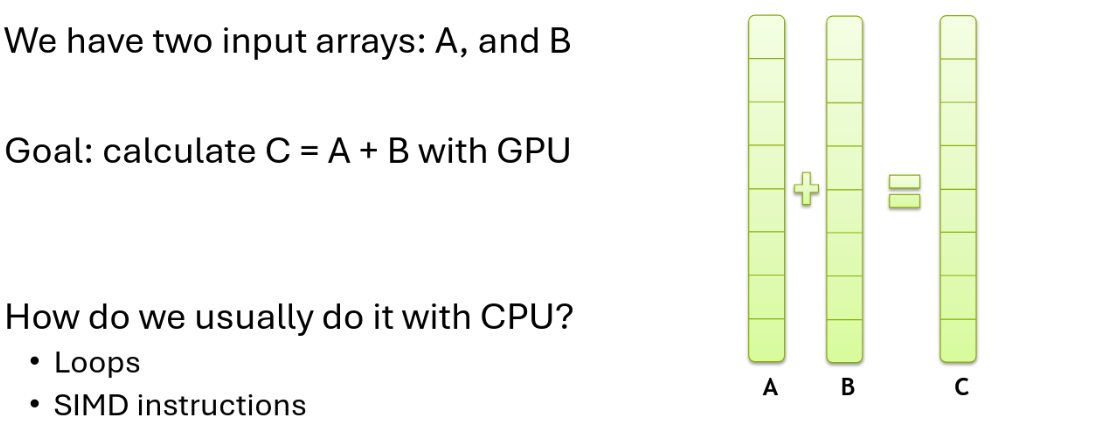 We have two input arrays: A, and B
Goal: calculate C = A + B with GPU
How do we usually do it with CPU?
• Loops
• SIMD instructions
A B C